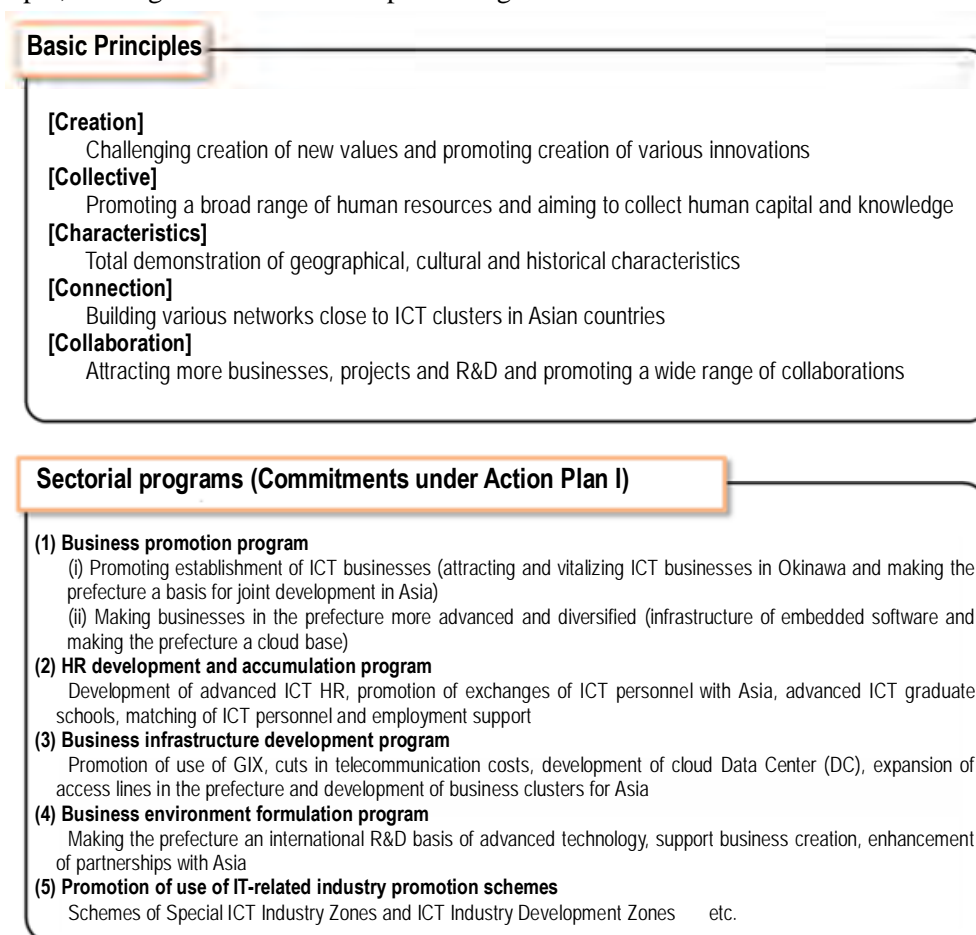 Basic Principles
[Creation]
Challenging creation of new values and promoting creation of various innovations
[Collective]
Promoting a broad range of human resources and aiming to collect human capital and knowledge
[Characteristics]
Total demonstration of geographical, cultural and historical characteristics
[Connection]
Building various networks close to ICT clusters in Asian countries
[Collaboration]
Attracting more businesses, projects and R&D and promoting a wide range of collaborations
Sectorial programs (Commitments under Action Plan I)
(1) Business promotion program
(i) Promoting establishment of ICT businesses (attracting and vitalizing ICT businesses in Okinawa and making the
prefecture a basis for joint development in Asia)
(ii) Making businesses in the prefecture more advanced and diversified (infrastructure of embedded software and
making the prefecture a cloud base)
(2) HR development and accumulation program
Development of advanced ICT HR, promotion of exchanges of ICT personnel with Asia, advanced ICT graduate
schools, matching of ICT personnel and employment support
(3) Business infrastructure development program
Promotion of use of GIX, cuts in telecommunication costs, development of cloud Data Center (DC), expansion of
access lines in the prefecture and development of business clusters for Asia
(4) Business environment formulation program
Making the prefecture an international R&D basis of advanced technology, support business creation, enhancement
of partnerships with Asia
(5) Promotion of use of IT-related industry promotion schemes
Schemes of Special ICT Industry Zones and ICT Industry Development Zones etc.